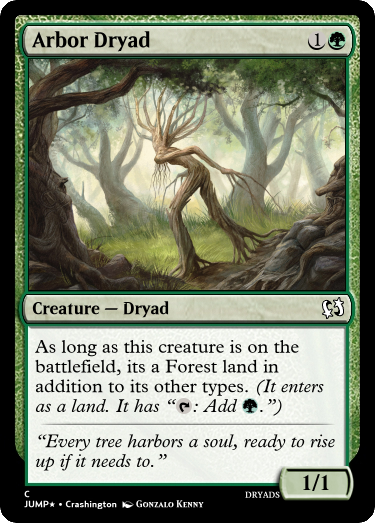 Arbor Dryad 1
Creature — Dryad
As long as this creature is on the
battlefield, its a Forest land in
addition to its other types. (It enters
as a land. It has “: Add .”)
“Every tree harbors a soul, ready to rise
up if it needs to.”
1/1
C DRYADS
JUMP★ • Crashington Gonzalo Kenny